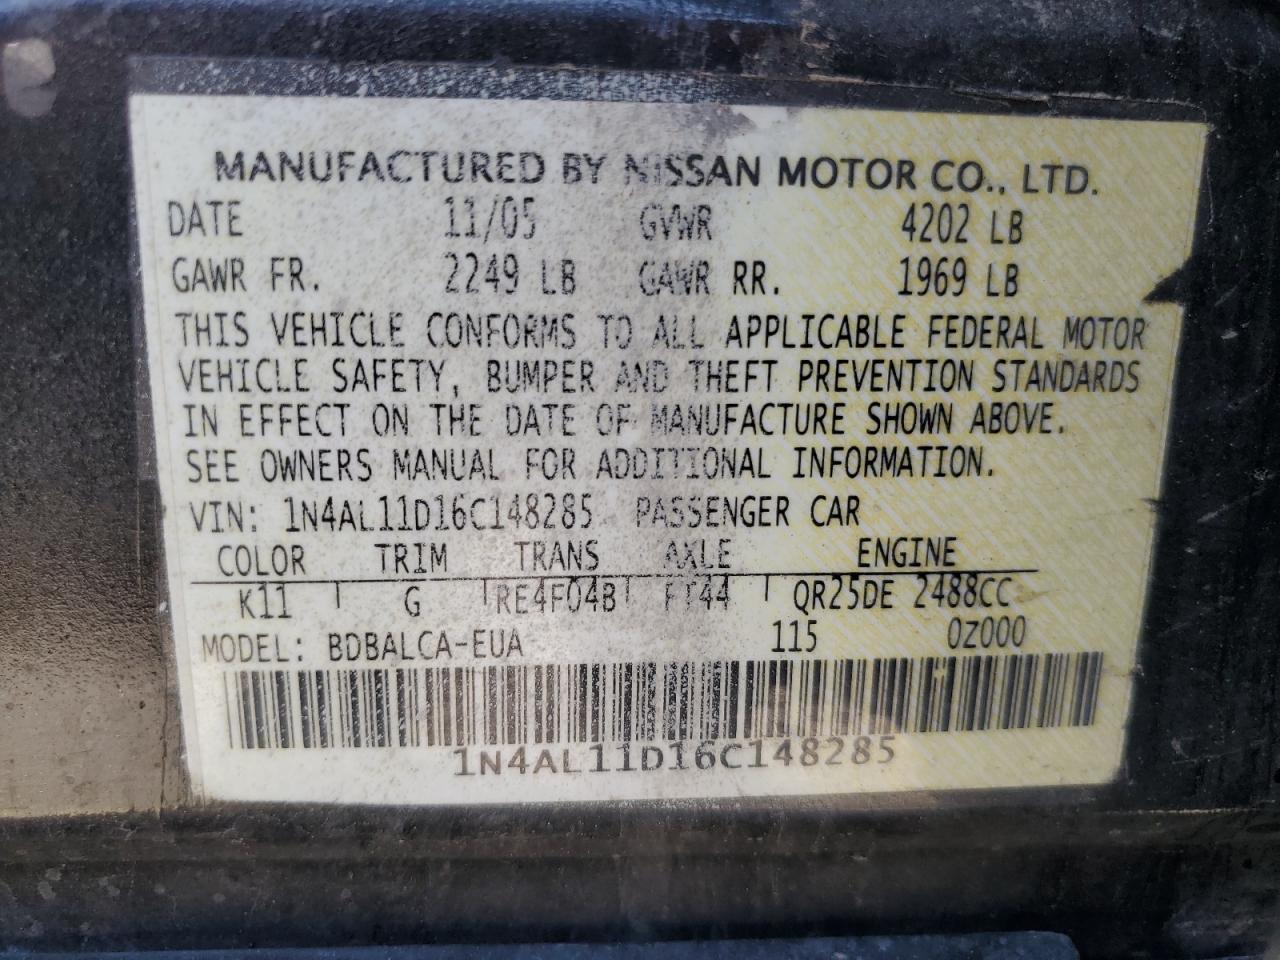 MANUFACTURED BY NISSAN MOTOR CO., LTD.
DATE 11/05 GVWR 4202 LB
GAWR FR. 2249 LB GAWR RR. 1969 LB
THIS VEHICLE CONFORMS TO ALL APPLICABLE FEDERAL MOTOR
VEHICLE SAFETY, BUMPER AND THEFT PREVENTION STANDARDS
IN EFFECT ON THE DATE OF MANUFACTURE SHOWN ABOVE.
SEE OWNERS MANUAL FOR ADDITIONAL INFORMATION.
VIN: 1N4AL11D16C148285 PASSENGER CAR
COLOR TRIM TRANS AXLE ENGINE
K11 G RE4F04B FT44 QR25DE 2488CC
MODEL: BDBALCA-EUA 115 0Z000
1N4AL11D16C148285